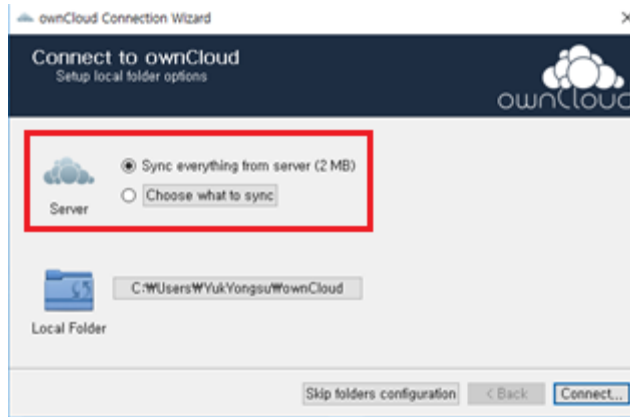 ownCloud Connection Wizard
Connect to ownCloud
Setup local folder options
ownCloud
Sync everything from server (2 MB)
Choose what to sync
Server
C:₩Users₩YukYongsu₩ownCloud
Local Folder
Skip folders configuration
< Back
Connect...